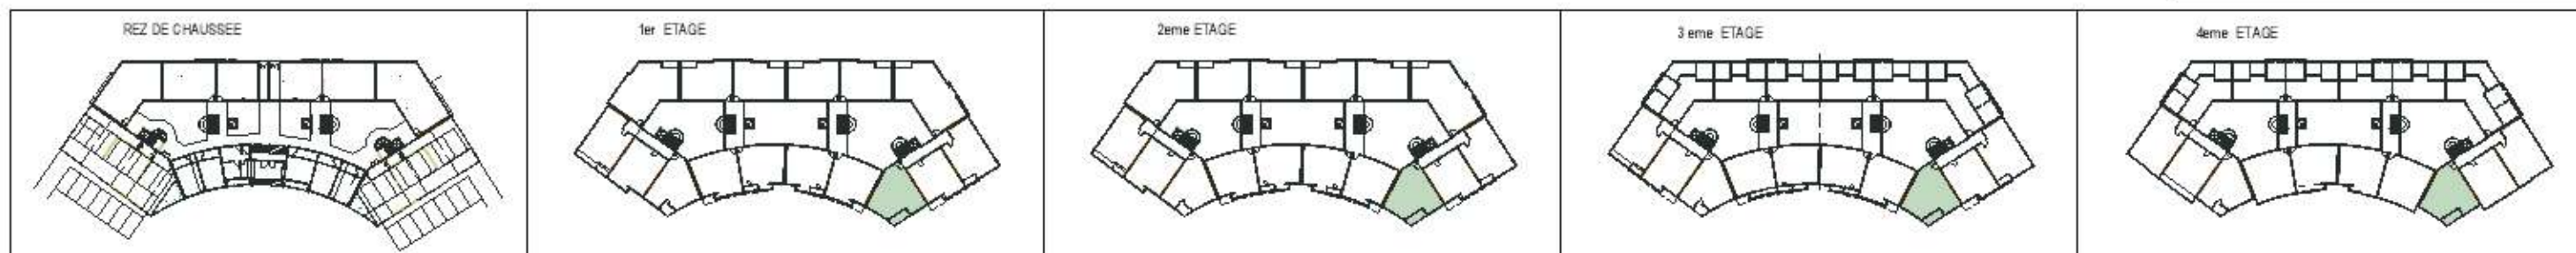 REZ DE CHAUSSEE
1er ETAGE
2eme ETAGE
3 eme ETAGE
4eme ETAGE